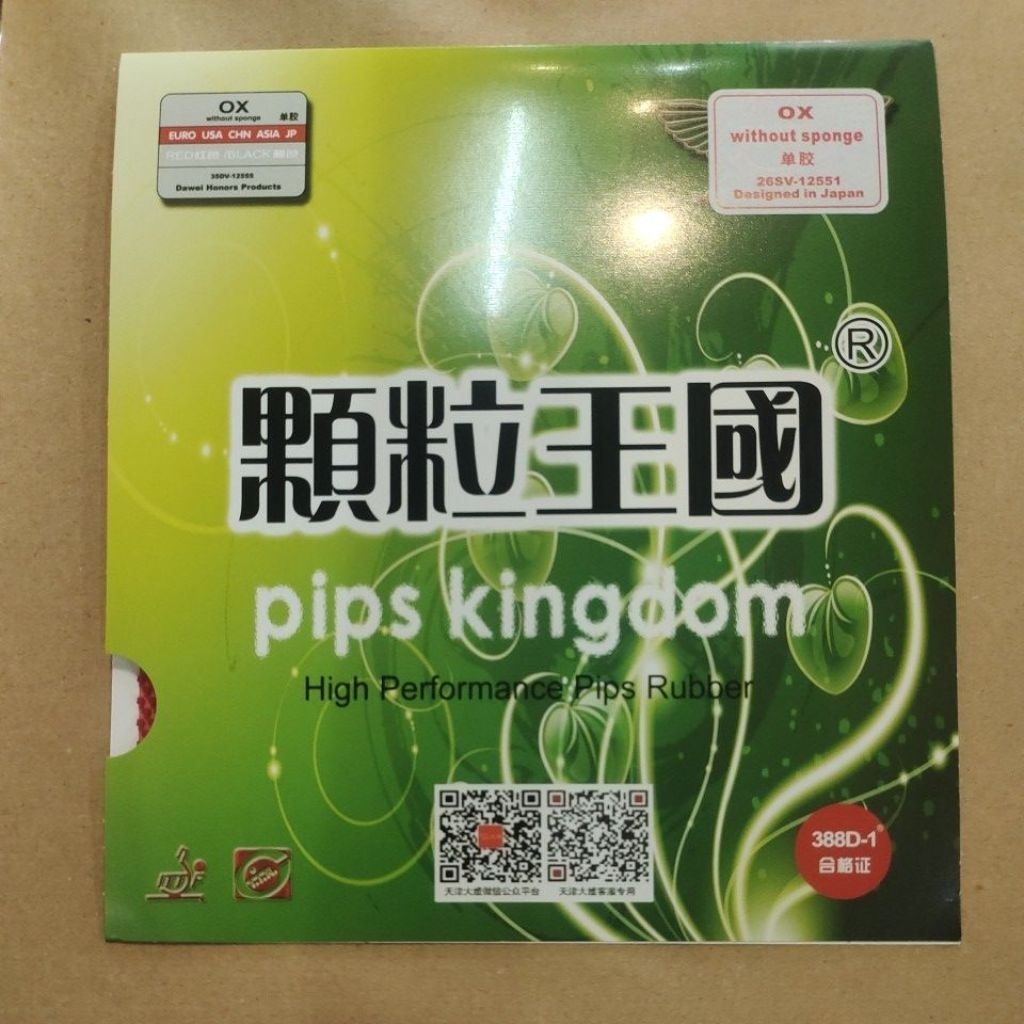 OX
without sponge 单胶
EURO USA CHN ASIA JP
RED红色/BLACK黑色
35DV-12555
Dawei Honors Products
OX
without sponge
单胶
26SV-12551
Designed in Japan
顆粒王國®
pips kingdom
High Performance Pips Rubber
ITTF
天津大维微信公众平台 天津大维客服专用
388D-1
合格证